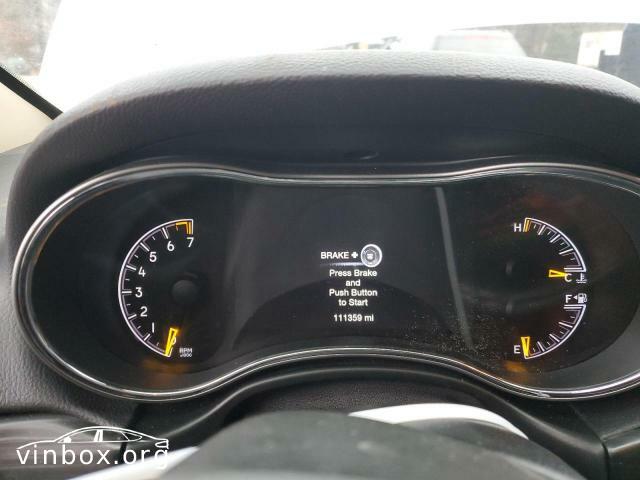 BRAKE +
Press Brake
and
Push Button
to Start
111359 mi
7
6
5
4
3
2
1
0
RPM
H
C
F
E
vinbox.org